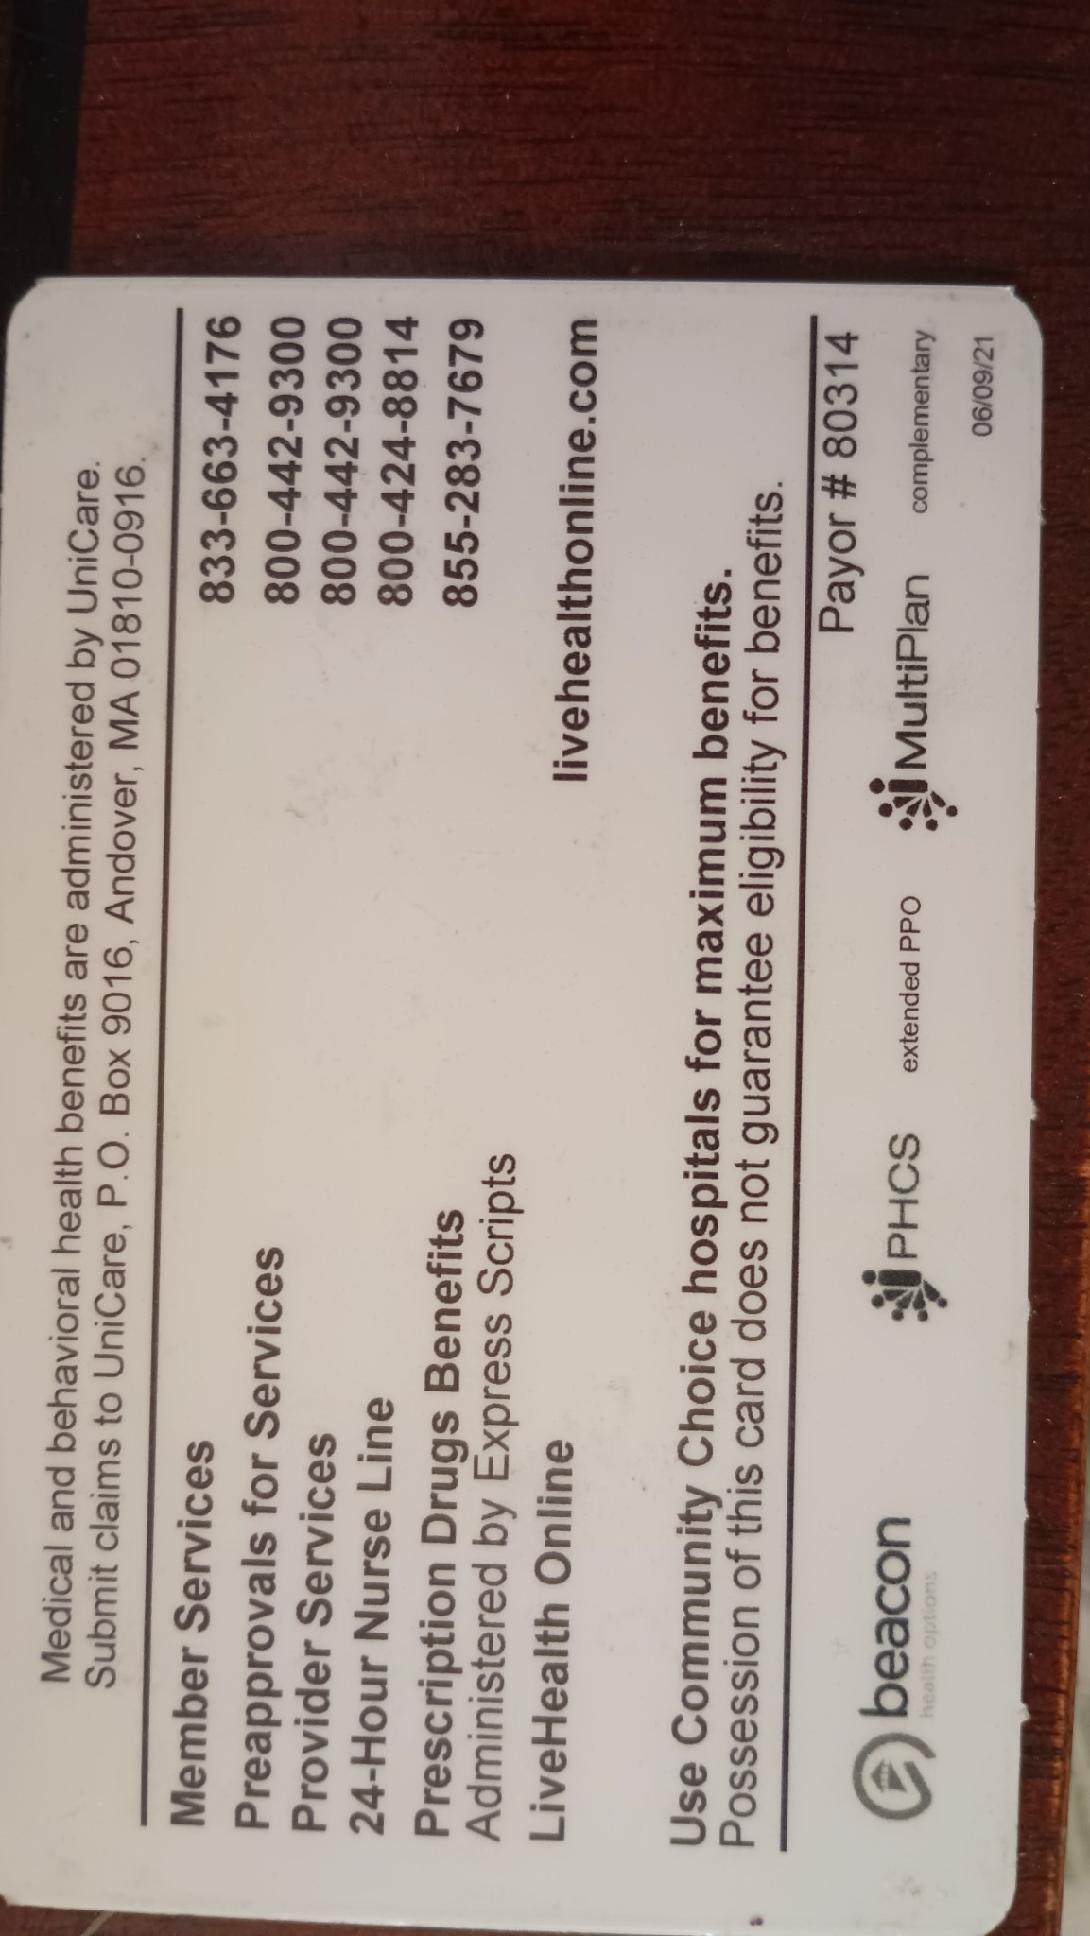 Medical and behavioral health benefits are administered by UniCare.
Submit claims to UniCare, P.O. Box 9016, Andover, MA 01810-0916.
Member Services 833-663-4176
Preapprovals for Services 800-442-9300
Provider Services 800-442-9300
24-Hour Nurse Line 800-424-8814
Prescription Drugs Benefits 855-283-7679
Administered by Express Scripts
LiveHealth Online livehealthonline.com
Use Community Choice hospitals for maximum benefits.
Possession of this card does not guarantee eligibility for benefits.
Payor # 80314
beacon PHCS extended PPO MultiPlan complementary
health options
06/09/21